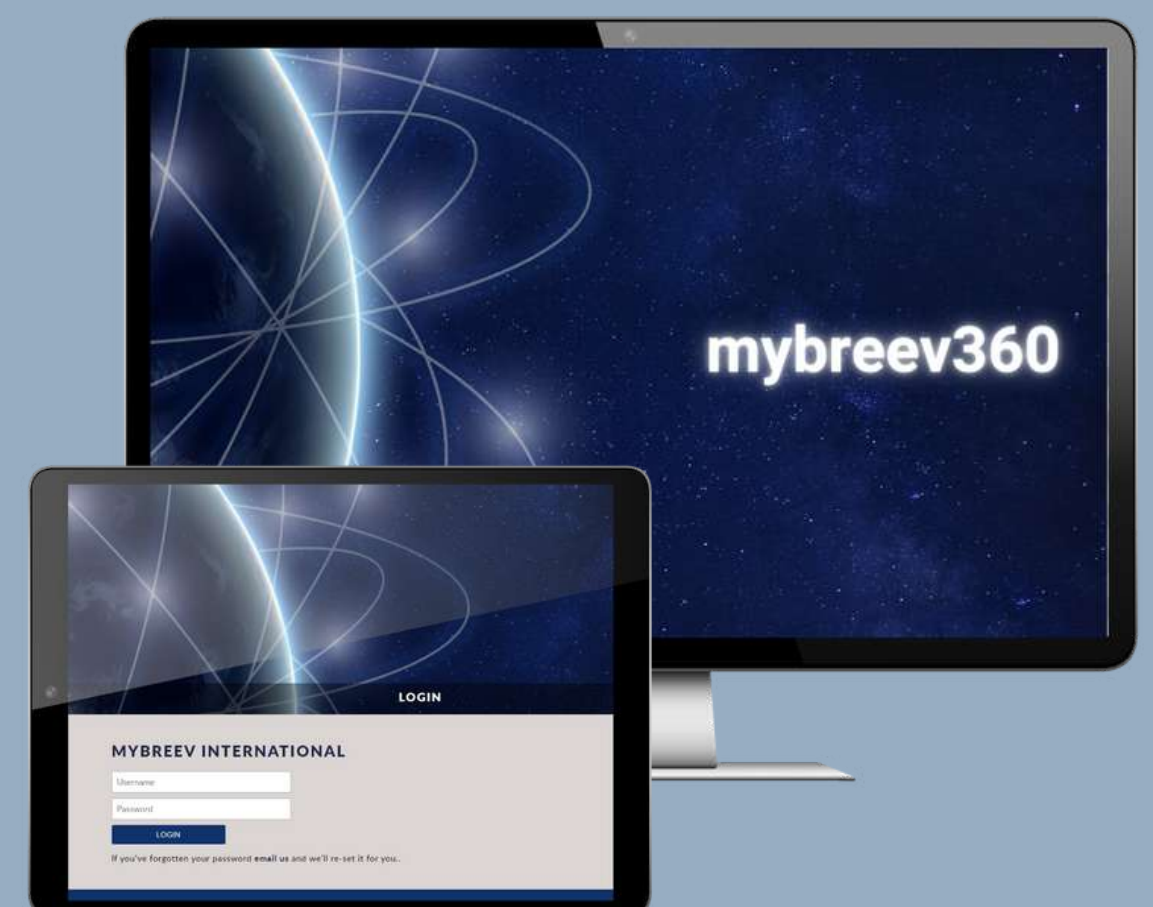 mybreev360
LOGIN
MYBREEV INTERNATIONAL
Username
Password
LOGIN
If you've forgotten your password email us and we'll re-set it for you..